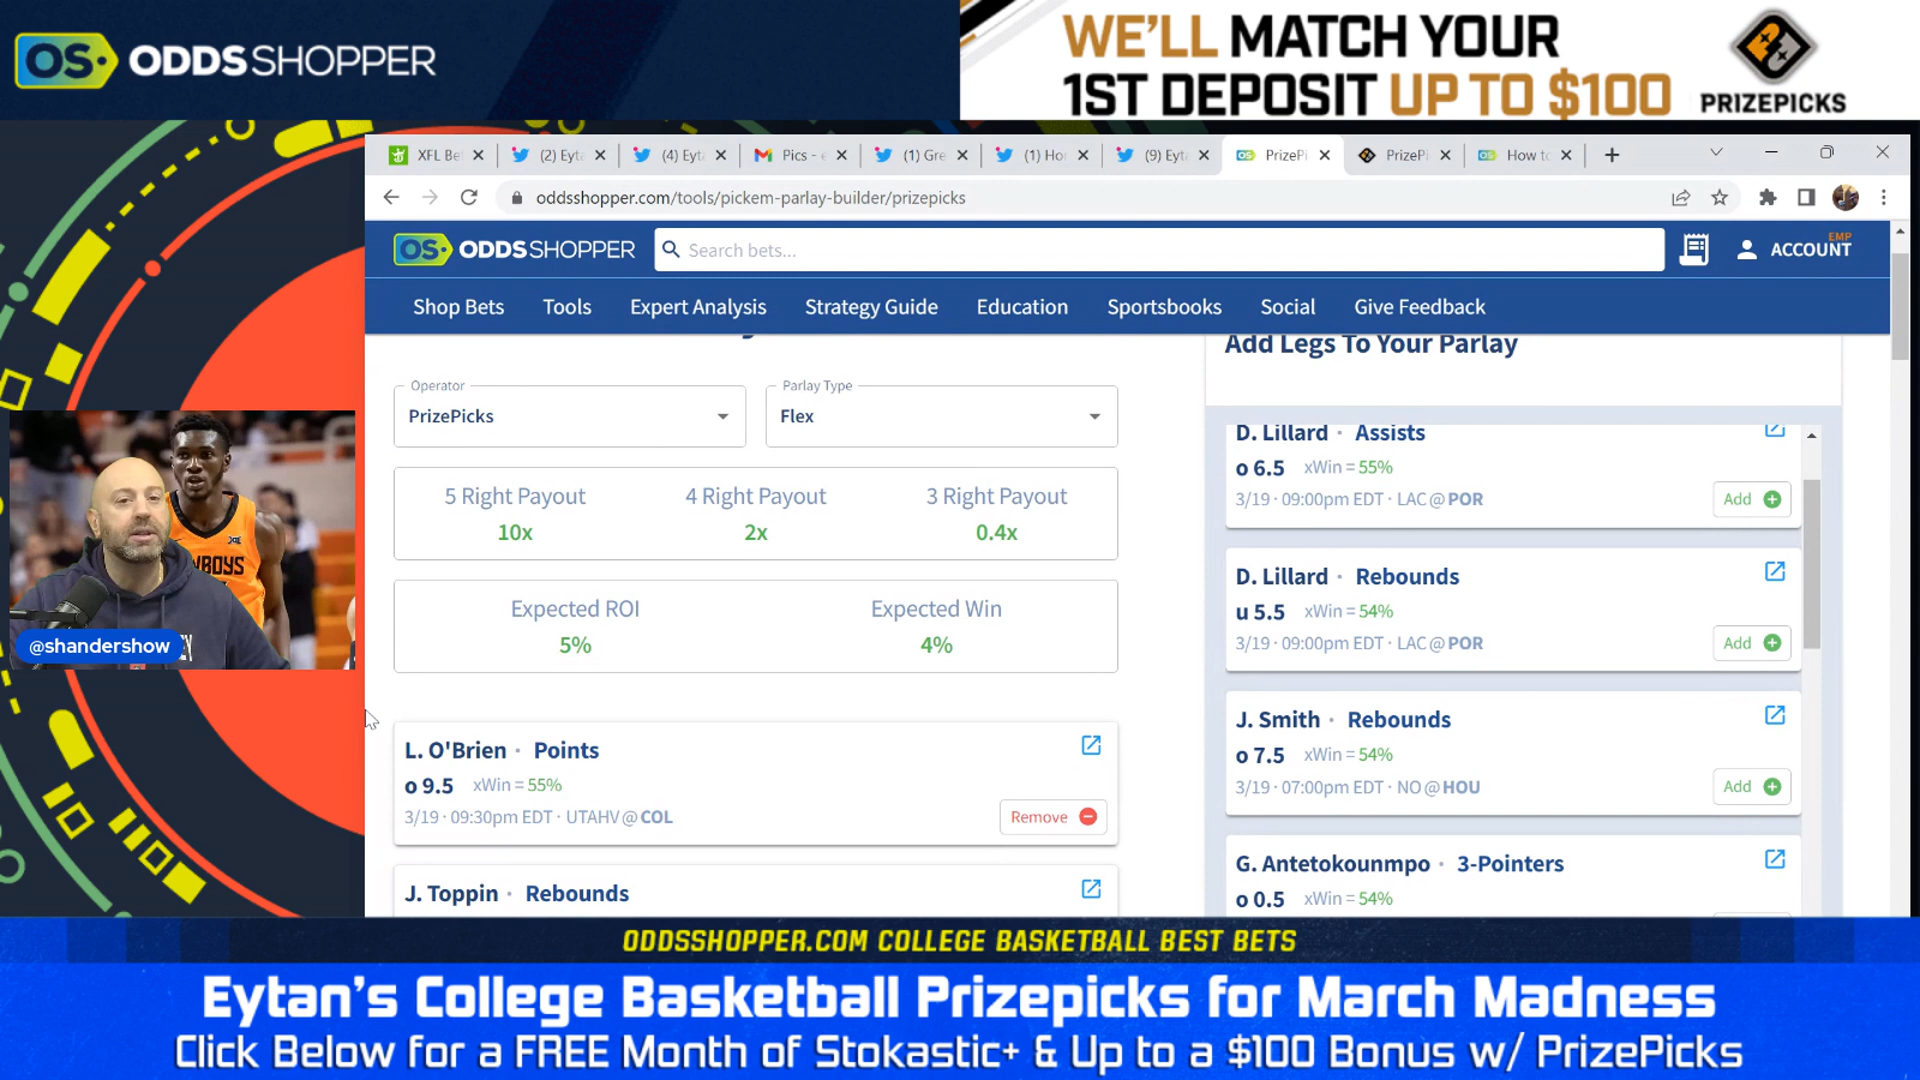 OS ODDSSHOPPER
WE'LL MATCH YOUR
1ST DEPOSIT UP TO $100
PRIZEPICKS
XFL Be
(2) Eyt
(4) Eyt
Pics - e
(1) Gre
(1) Ho
(9) Eyt
PrizePi
PrizeP
How to
oddsshopper.com/tools/pickem-parlay-builder/prizepicks
OS ODDSSHOPPER
Search bets...
EMP
ACCOUNT
Shop Bets
Tools
Expert Analysis
Strategy Guide
Education
Sportsbooks
Social
Give Feedback
Operator
PrizePicks
Parlay Type
Flex
5 Right Payout
10x
4 Right Payout
2x
3 Right Payout
0.4x
Expected ROI
5%
Expected Win
4%
L. O'Brien · Points
o 9.5 xWin = 55%
3/19 · 09:30pm EDT · UTAHV @ COL
Remove
J. Toppin · Rebounds
Add Legs To Your Parlay
D. Lillard · Assists
o 6.5 xWin = 55%
3/19 · 09:00pm EDT · LAC @ POR
Add
D. Lillard · Rebounds
u 5.5 xWin = 54%
3/19 · 09:00pm EDT · LAC @ POR
Add
J. Smith · Rebounds
o 7.5 xWin = 54%
3/19 · 07:00pm EDT · NO @ HOU
Add
G. Antetokounmpo · 3-Pointers
o 0.5 xWin = 54%
@shandershow
ODDSSHOPPER.COM COLLEGE BASKETBALL BEST BETS
Eytan's College Basketball Prizepicks for March Madness
Click Below for a FREE Month of Stokastic+ & Up to a $100 Bonus w/ PrizePicks